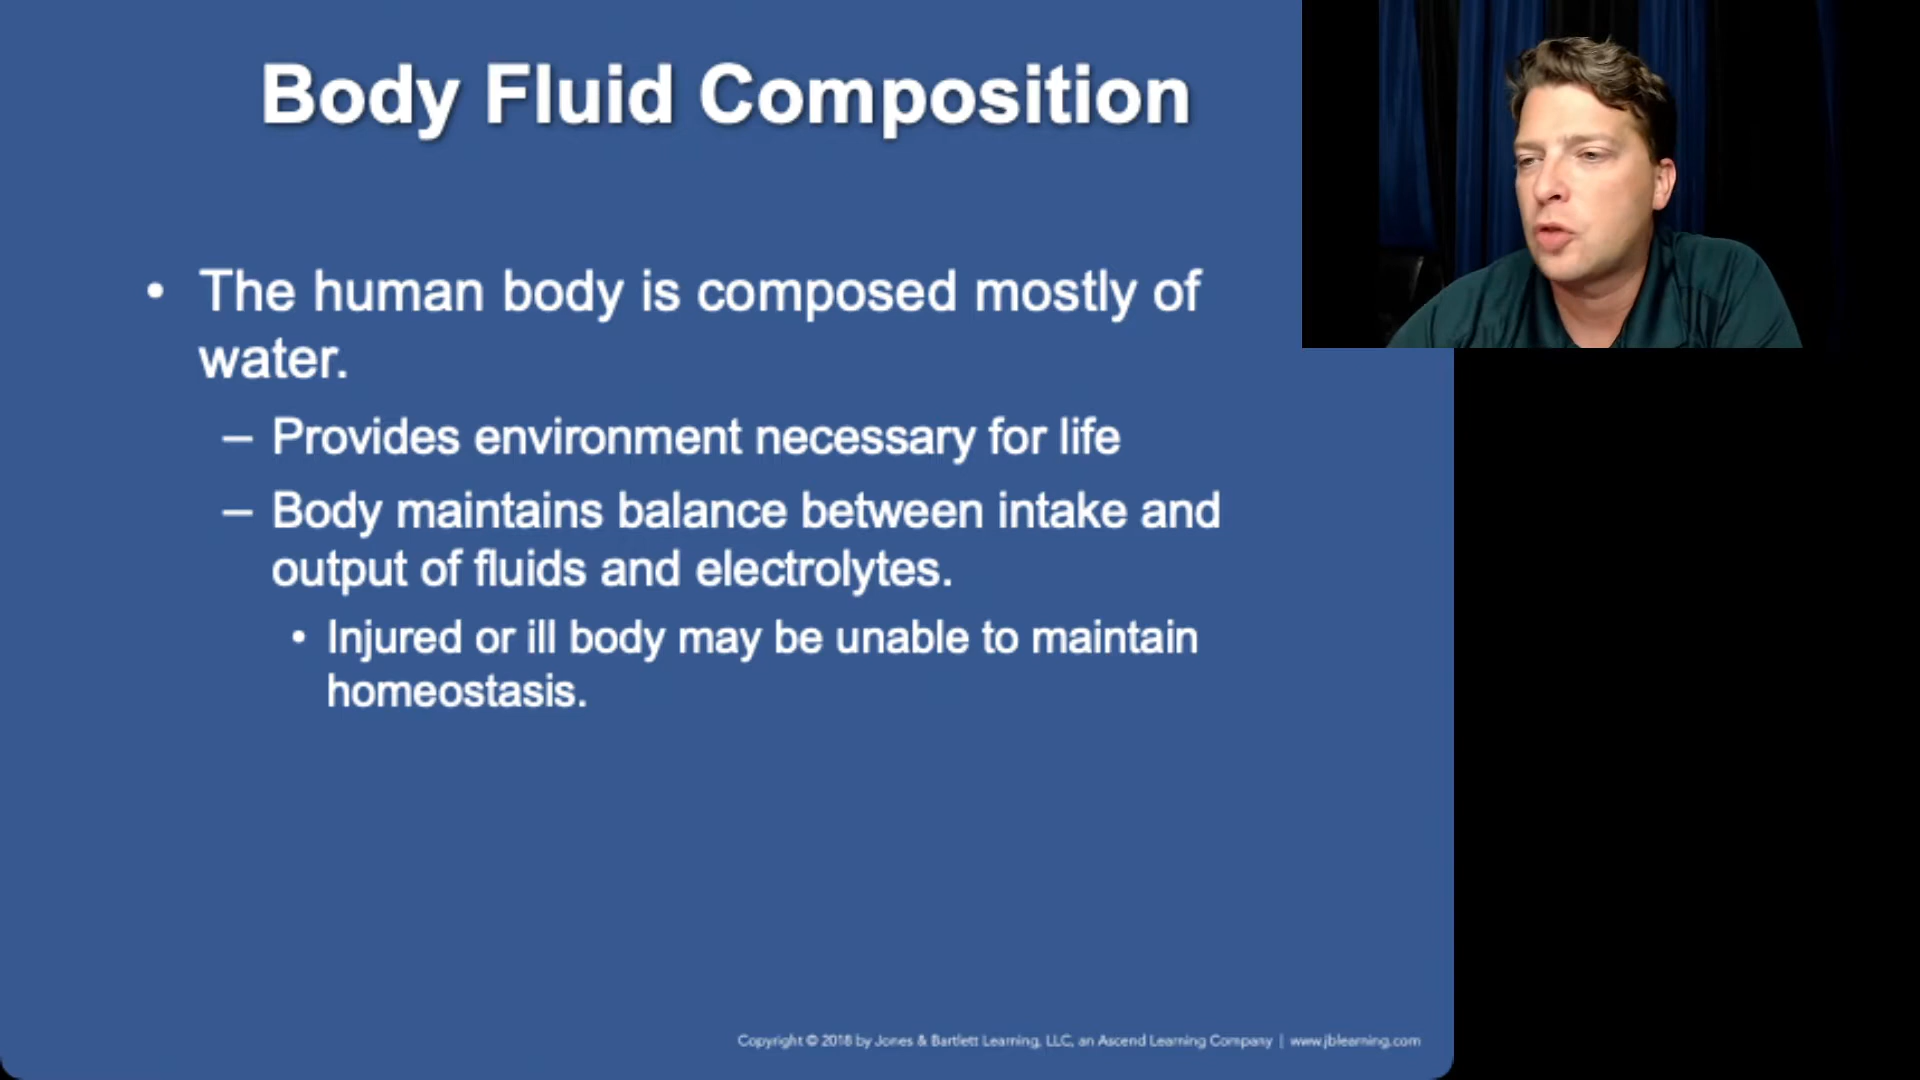 Body Fluid Composition
• The human body is composed mostly of
water.
– Provides environment necessary for life
– Body maintains balance between intake and
output of fluids and electrolytes.
• Injured or ill body may be unable to maintain
homeostasis.
Copyright © 2018 by Jones & Bartlett Learning, LLC, an Ascend Learning Company | www.jblearning.com